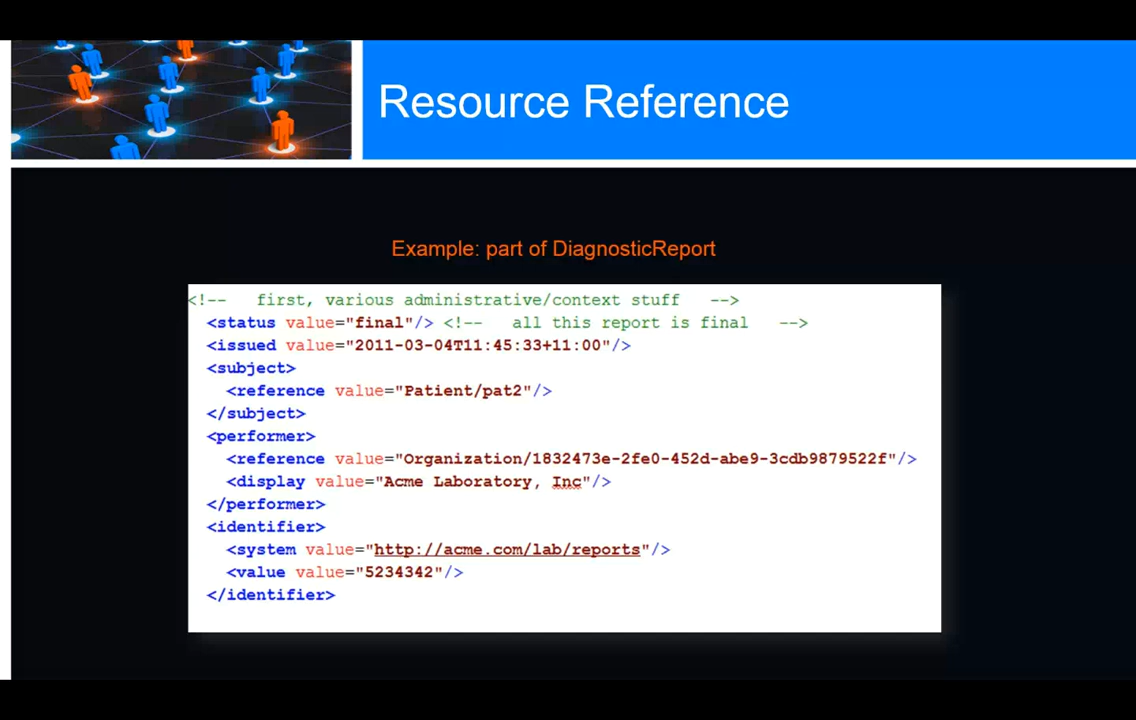 Resource Reference
Example: part of DiagnosticReport
<!--   first, various administrative/context stuff   -->
<status value="final"/> <!--   all this report is final   -->
<issued value="2011-03-04T11:45:33+11:00"/>
<subject>
<reference value="Patient/pat2"/>
</subject>
<performer>
<reference value="Organization/1832473e-2fe0-452d-abe9-3cdb9879522f"/>
<display value="Acme Laboratory, Inc"/>
</performer>
<identifier>
<system value="http://acme.com/lab/reports"/>
<value value="5234342"/>
</identifier>